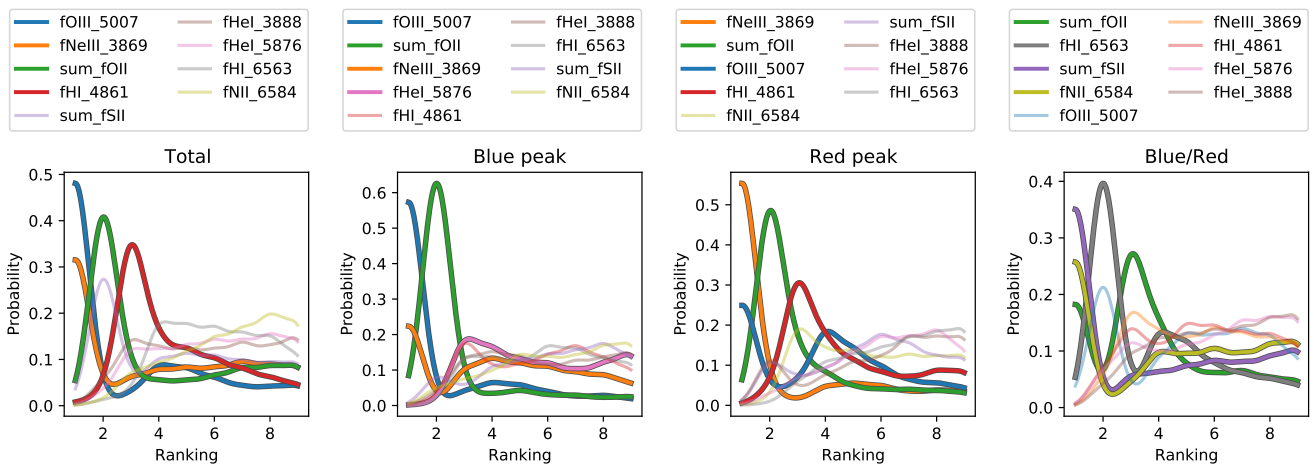 fOIII_5007
fNeIII_3869
sum_fOII
fHI_4861
sum_fSII
fHeI_3888
fHeI_5876
fHI_6563
fNII_6584
fOIII_5007
sum_fOII
fNeIII_3869
fHeI_5876
fHI_4861
fHeI_3888
fHI_6563
sum_fSII
fNII_6584
fNeIII_3869
sum_fOII
fOIII_5007
fHI_4861
fNII_6584
sum_fSII
fHeI_3888
fHeI_5876
fHI_6563
sum_fOII
fHI_6563
sum_fSII
fNII_6584
fOIII_5007
fNeIII_3869
fHI_4861
fHeI_5876
fHeI_3888
Total
0.5
0.4
0.3
0.2
0.1
0.0
Probability
2 4 6 8
Ranking
Blue peak
0.6
0.5
0.4
0.3
0.2
0.1
0.0
Probability
2 4 6 8
Ranking
Red peak
0.5
0.4
0.3
0.2
0.1
0.0
Probability
2 4 6 8
Ranking
Blue/Red
0.4
0.3
0.2
0.1
0.0
Probability
2 4 6 8
Ranking